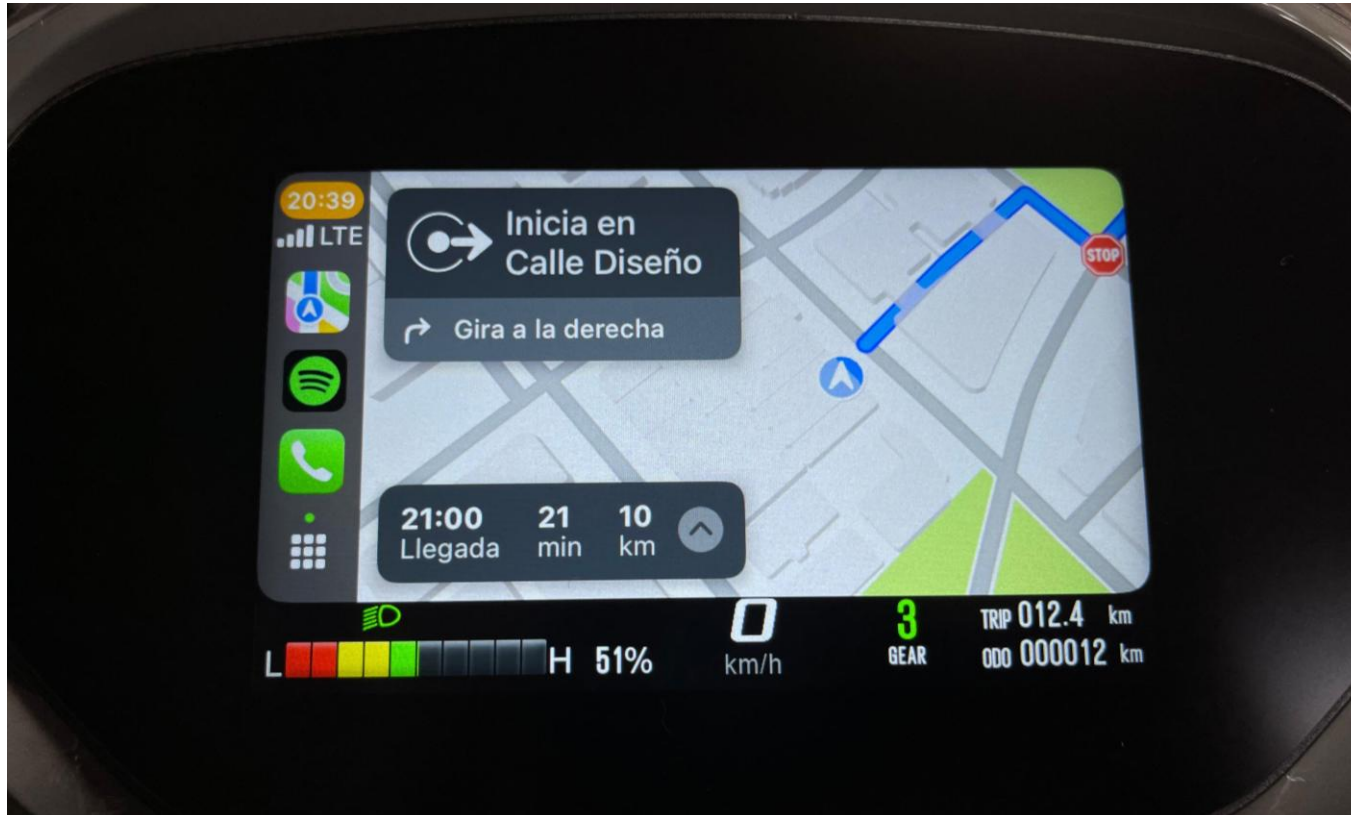 20:39
LTE
Inicia en
Calle Diseño
Gira a la derecha
STOP
21:00 21 10
Llegada min km
L H 51%
0
km/h
3
GEAR
TRIP 012.4 km
ODO 000012 km